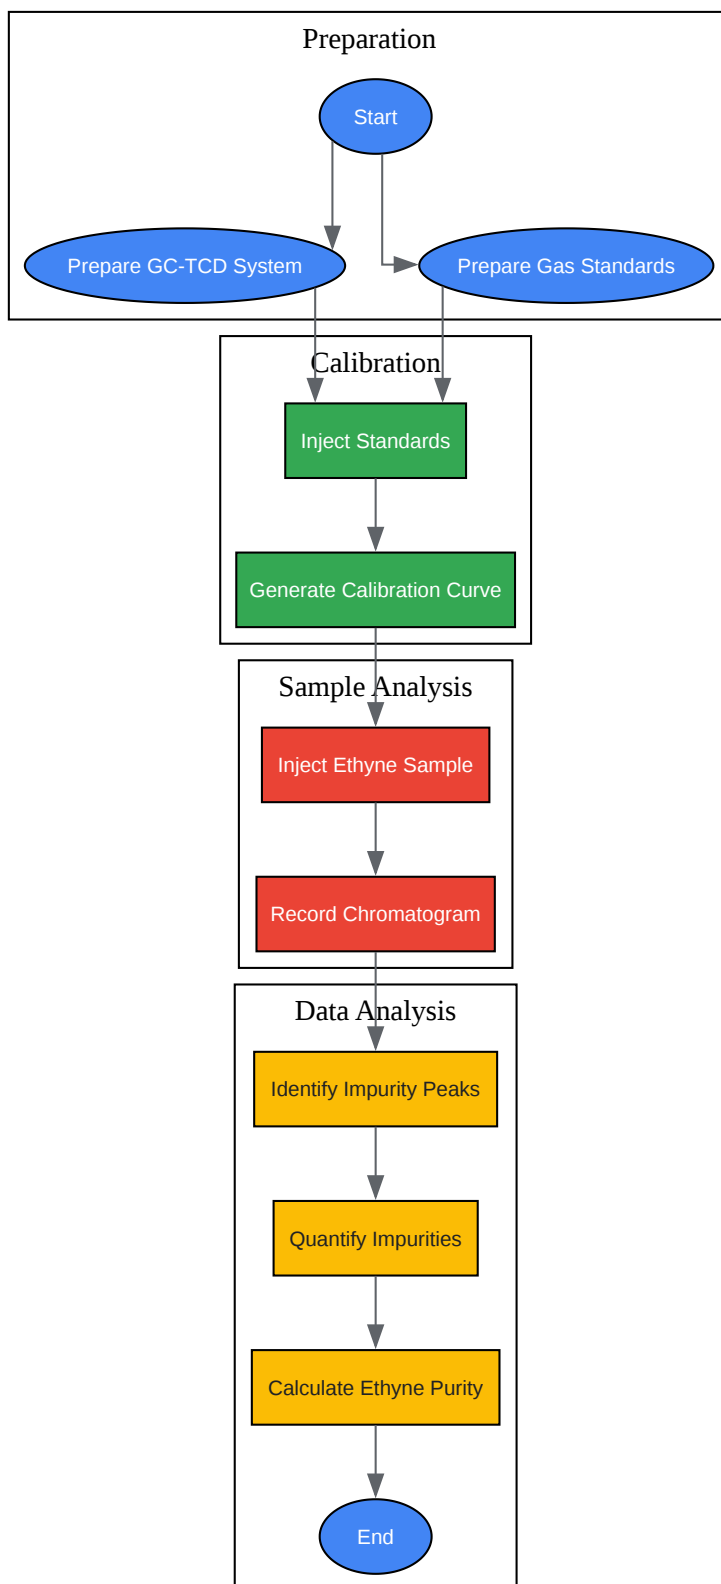 Preparation
Start
Prepare GC-TCD System
Prepare Gas Standards
Calibration
Inject Standards
Generate Calibration Curve
Sample Analysis
Inject Ethyne Sample
Record Chromatogram
Data Analysis
Identify Impurity Peaks
Quantify Impurities
Calculate Ethyne Purity
End